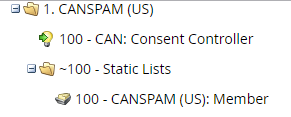 1. CANSPAM (US)
100 - CAN: Consent Controller
~100 - Static Lists
100 - CANSPAM (US): Member